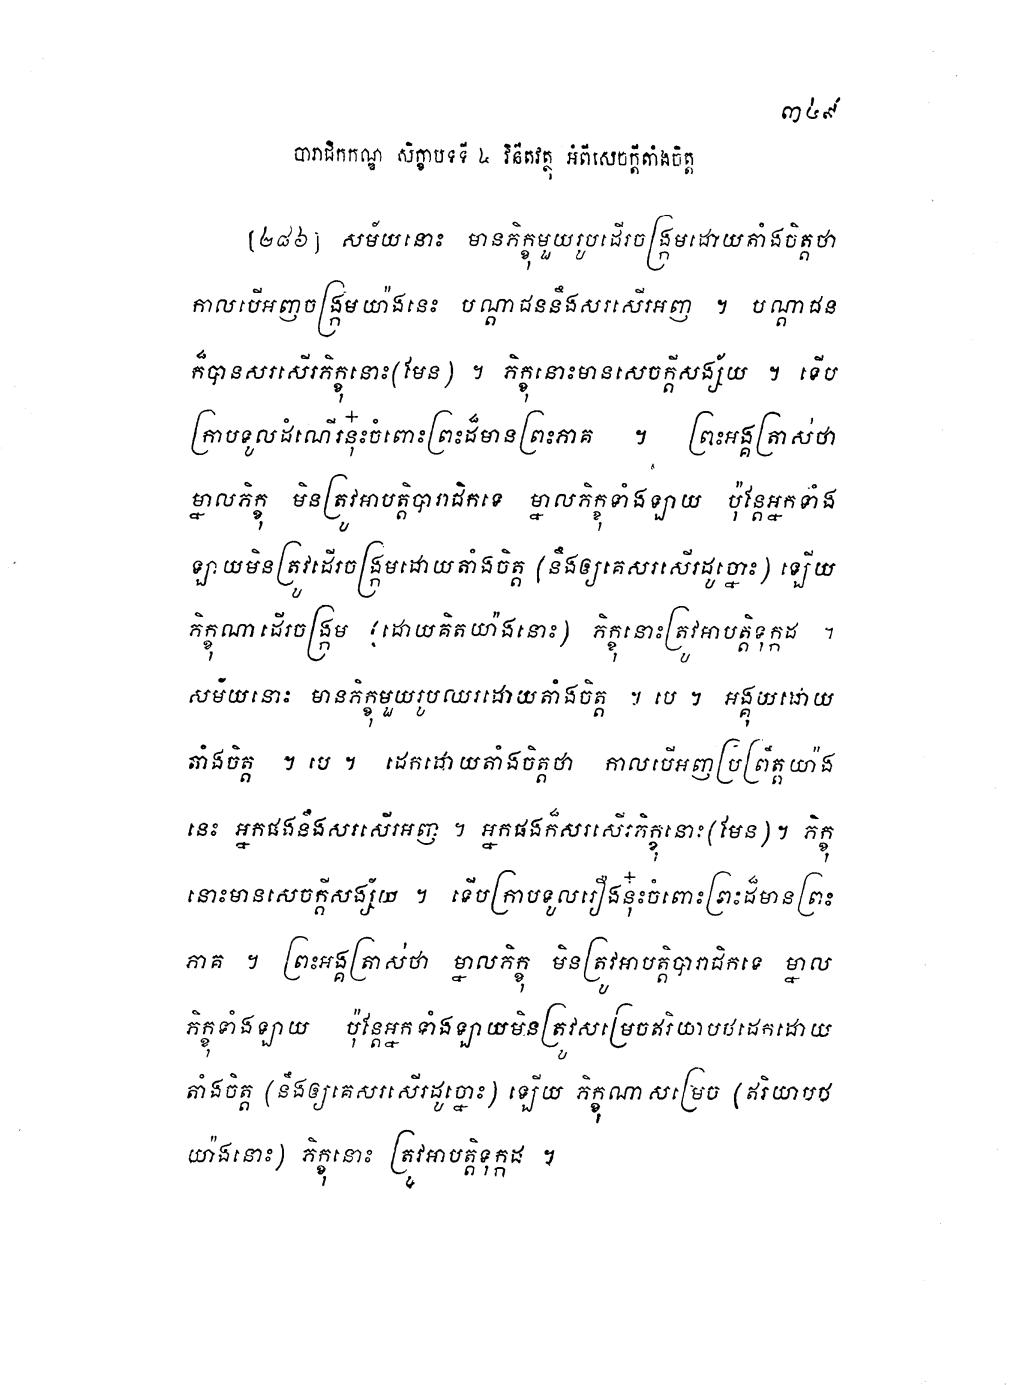 ៣៤៩
បារាជិកកណ្ឌ សិក្ខាបទទី ៤ វិនីតវត្ថុ អំពីសេចក្តីតាំងចិត្ត
[២៨៦] សម័យនោះ មានភិក្ខុមួយរូបដើរចង្ក្រមដោយតាំងចិត្តថា
កាលបើអញចង្ក្រមយ៉ាងនេះ បណ្តាជននឹងសរសើរអញ ។ បណ្តាជន
ក៏បានសរសើរភិក្ខុនោះ(មែន) ។ ភិក្ខុនោះមានសេចក្តីសង្ស័យ ។ ទើប
ក្រាបទូលដំណើរនុ៎ះចំពោះព្រះដ៏មានព្រះភាគ ។ ព្រះអង្គត្រាស់ថា
ម្នាលភិក្ខុ មិនត្រូវអាបត្តិបារាជិកទេ ម្នាលភិក្ខុទាំងឡាយ ប៉ុន្តែអ្នកទាំង
ឡាយមិនត្រូវដើរចង្ក្រមដោយតាំងចិត្ត (នឹងឲ្យគេសរសើរដូច្នោះ) ឡើយ
ភិក្ខុណាដើរចង្ក្រម (ដោយគិតយ៉ាងនោះ) ភិក្ខុនោះត្រូវអាបត្តិទុក្កដ ។
សម័យនោះ មានភិក្ខុមួយរូបឈរដោយតាំងចិត្ត ។ បេ ។ អង្គុយដោយ
តាំងចិត្ត ។ បេ ។ ដេកដោយតាំងចិត្តថា កាលបើអញប្រព្រឹត្តយ៉ាង
នេះ អ្នកផងនឹងសរសើរអញ ។ អ្នកផងក៏សរសើរភិក្ខុនោះ(មែន)។ ភិក្ខុ
នោះមានសេចក្តីសង្ស័យ ។ ទើបក្រាបទូលរឿងនុ៎ះចំពោះព្រះដ៏មានព្រះ
ភាគ ។ ព្រះអង្គត្រាស់ថា ម្នាលភិក្ខុ មិនត្រូវអាបត្តិបារាជិកទេ ម្នាល
ភិក្ខុទាំងឡាយ ប៉ុន្តែអ្នកទាំងឡាយមិនត្រូវសម្រេចឥរិយាបថដេកដោយ
តាំងចិត្ត (នឹងឲ្យគេសរសើរដូច្នោះ) ឡើយ ភិក្ខុណាសម្រេច (ឥរិយាបថ
យ៉ាងនោះ) ភិក្ខុនោះ ត្រូវអាបត្តិទុក្កដ ។